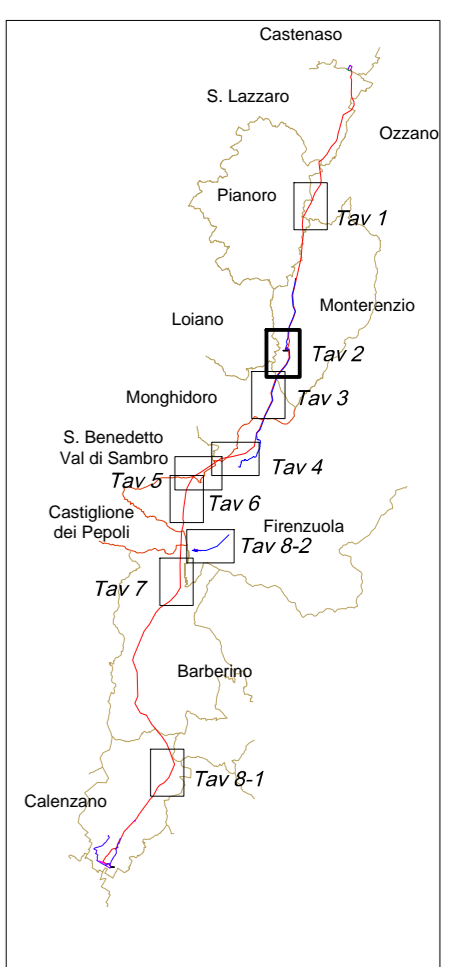 Castenaso
S. Lazzaro
Ozzano
Pianoro
Tav 1
Monterenzio
Loiano
Tav 2
Monghidoro
Tav 3
S. Benedetto
Val di Sambro
Tav 4
Tav 5
Tav 6
Castiglione
dei Pepoli
Firenzuola
Tav 8-2
Tav 7
Barberino
Tav 8-1
Calenzano